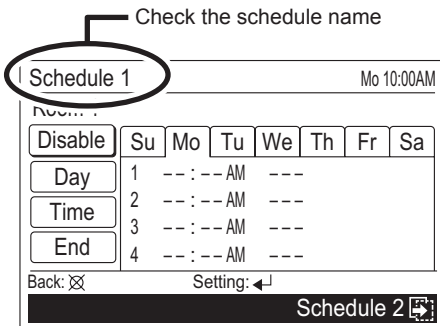 Check the schedule name
Schedule 1 Mo 10:00AM
Disable Su Mo Tu We Th Fr Sa
Day 1 --:--AM ---
Time 2 --:--AM ---
3 --:--AM ---
End 4 --:--AM ---
Back: Setting:
Schedule 2